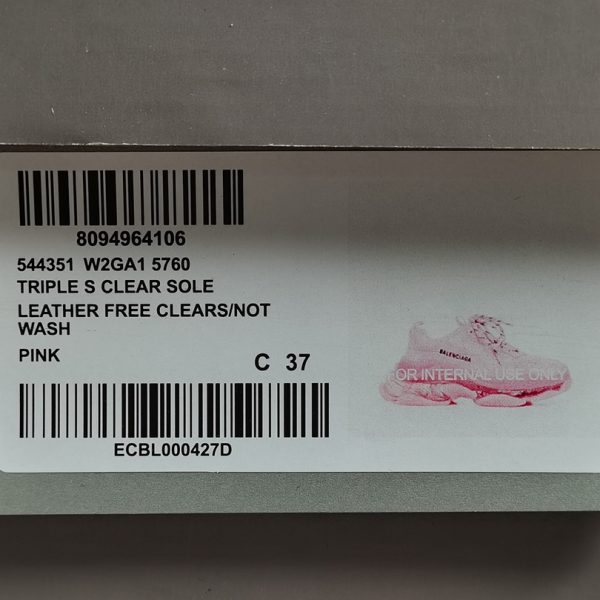 8094964106
544351 W2GA1 5760
TRIPLE S CLEAR SOLE
LEATHER FREE CLEARS/NOT
WASH
PINK
C 37
BALENCIAGA
FOR INTERNAL USE ONLY
ECBL000427D